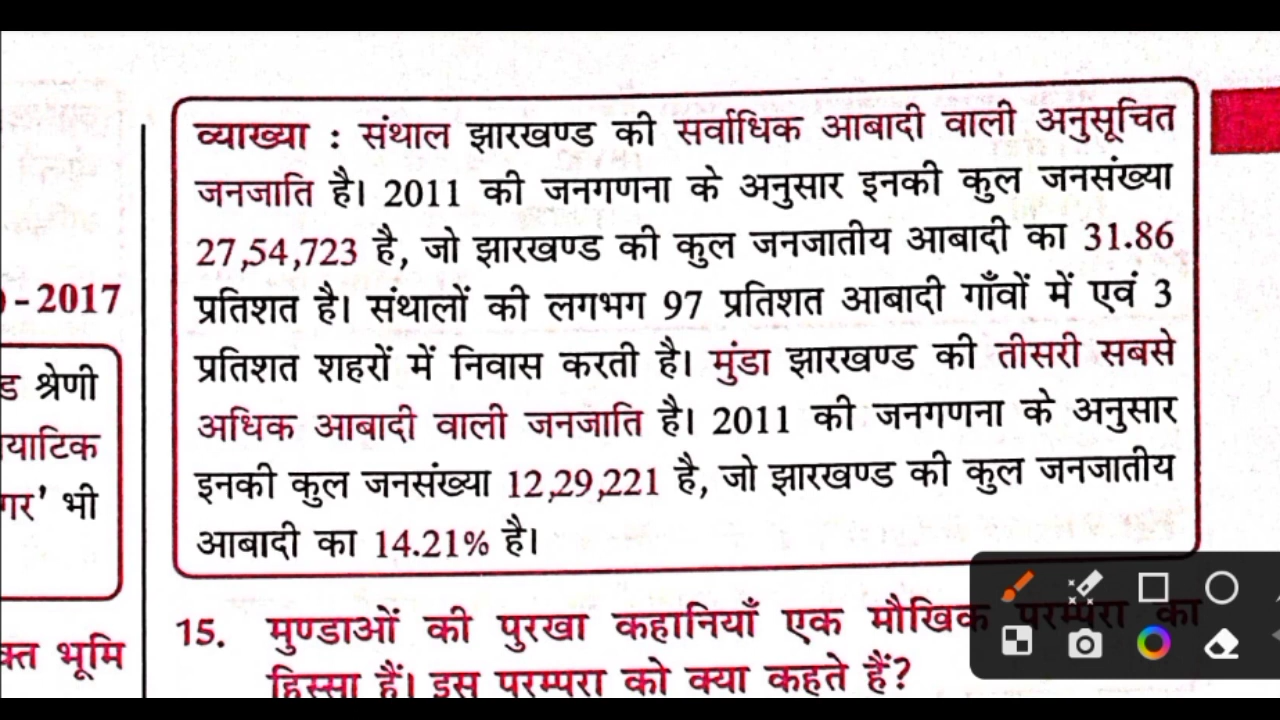 व्याख्या : संथाल झारखण्ड की सर्वाधिक आबादी वाली अनुसूचित
जनजाति है। 2011 की जनगणना के अनुसार इनकी कुल जनसंख्या
27,54,723 है, जो झारखण्ड की कुल जनजातीय आबादी का 31.86
प्रतिशत है। संथालों की लगभग 97 प्रतिशत आबादी गाँवों में एवं 3
प्रतिशत शहरों में निवास करती है। मुंडा झारखण्ड की तीसरी सबसे
अधिक आबादी वाली जनजाति है। 2011 की जनगणना के अनुसार
इनकी कुल जनसंख्या 12,29,221 है, जो झारखण्ड की कुल जनजातीय
आबादी का 14.21% है।
15. मुण्डाओं की पुरखा कहानियाँ एक मौखिक परम्परा का
हिस्सा हैं। इस परम्परा को क्या कहते हैं?
- 2017
श्रेणी
भी
भूमि